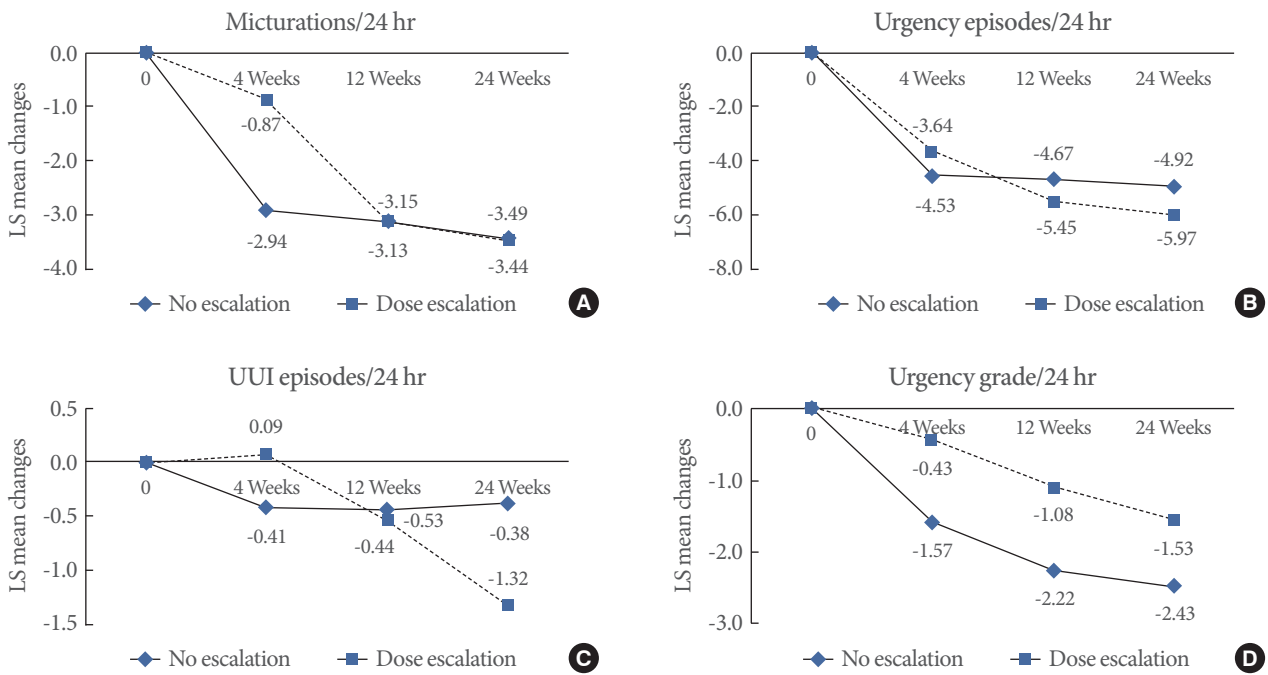 Micturations/24 hr
LS mean changes
0.0
-1.0
-2.0
-3.0
-4.0
0
4 Weeks
12 Weeks
24 Weeks
-0.87
-2.94
-3.15
-3.13
-3.49
-3.44
No escalation
Dose escalation
A
Urgency episodes/24 hr
LS mean changes
0.0
-2.0
-4.0
-6.0
-8.0
0
4 Weeks
12 Weeks
24 Weeks
-3.64
-4.53
-4.67
-5.45
-4.92
-5.97
No escalation
Dose escalation
B
UUI episodes/24 hr
LS mean changes
0.5
0.0
-0.5
-1.0
-1.5
0.09
0
4 Weeks
12 Weeks
24 Weeks
-0.41
-0.53
-0.44
-0.38
-1.32
No escalation
Dose escalation
C
Urgency grade/24 hr
LS mean changes
0.0
-1.0
-2.0
-3.0
0
4 Weeks
12 Weeks
24 Weeks
-0.43
-1.57
-1.08
-2.22
-1.53
-2.43
No escalation
Dose escalation
D